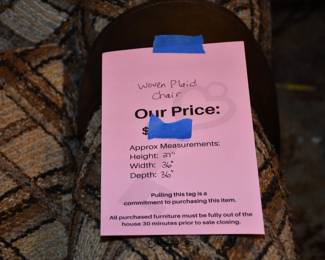 Woven Plaid
Chair
Our Price:
$
Approx Measurements:
Height:
Width: 36"
Depth: 36"
Pulling this tag is a
commitment to purchasing this item.
All purchased furniture must be fully out of the
house 30 minutes prior to sale closing.